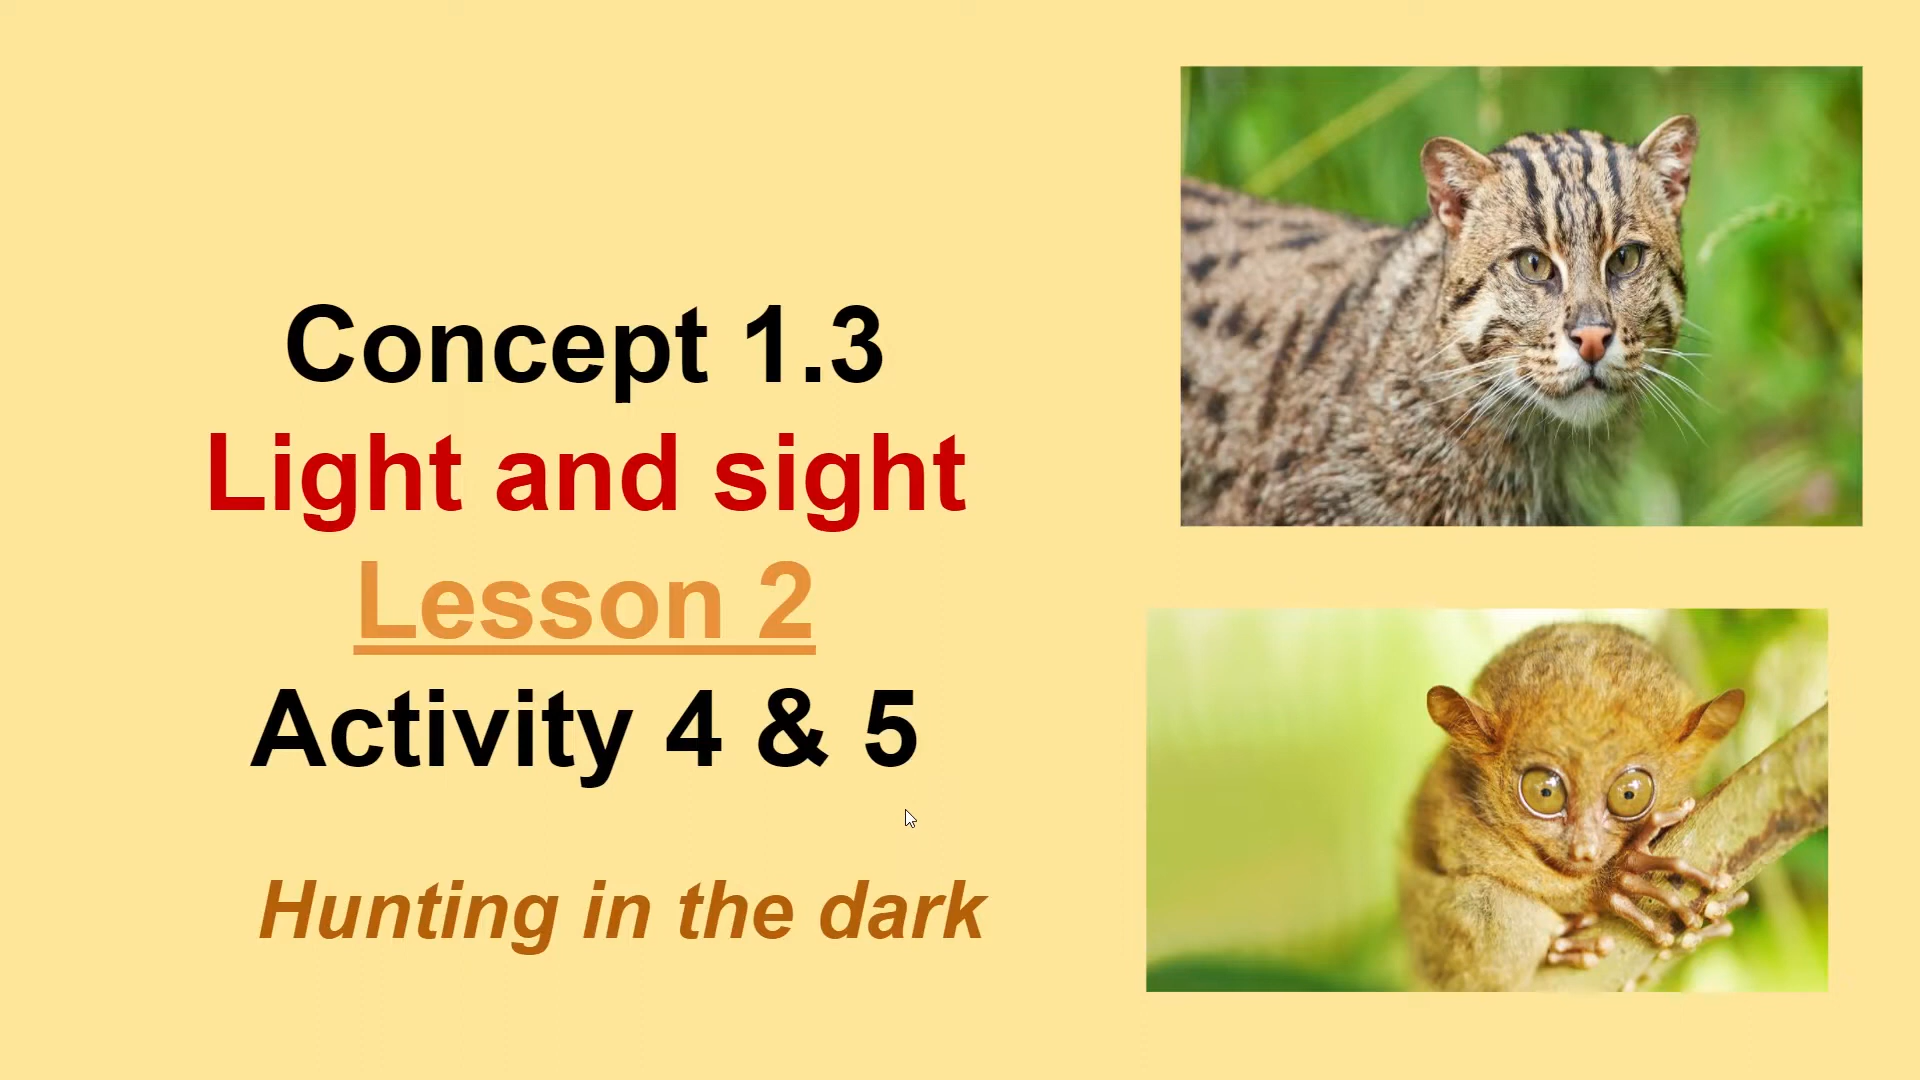 Concept 1.3
Light and sight
Lesson 2
Activity 4 & 5
Hunting in the dark